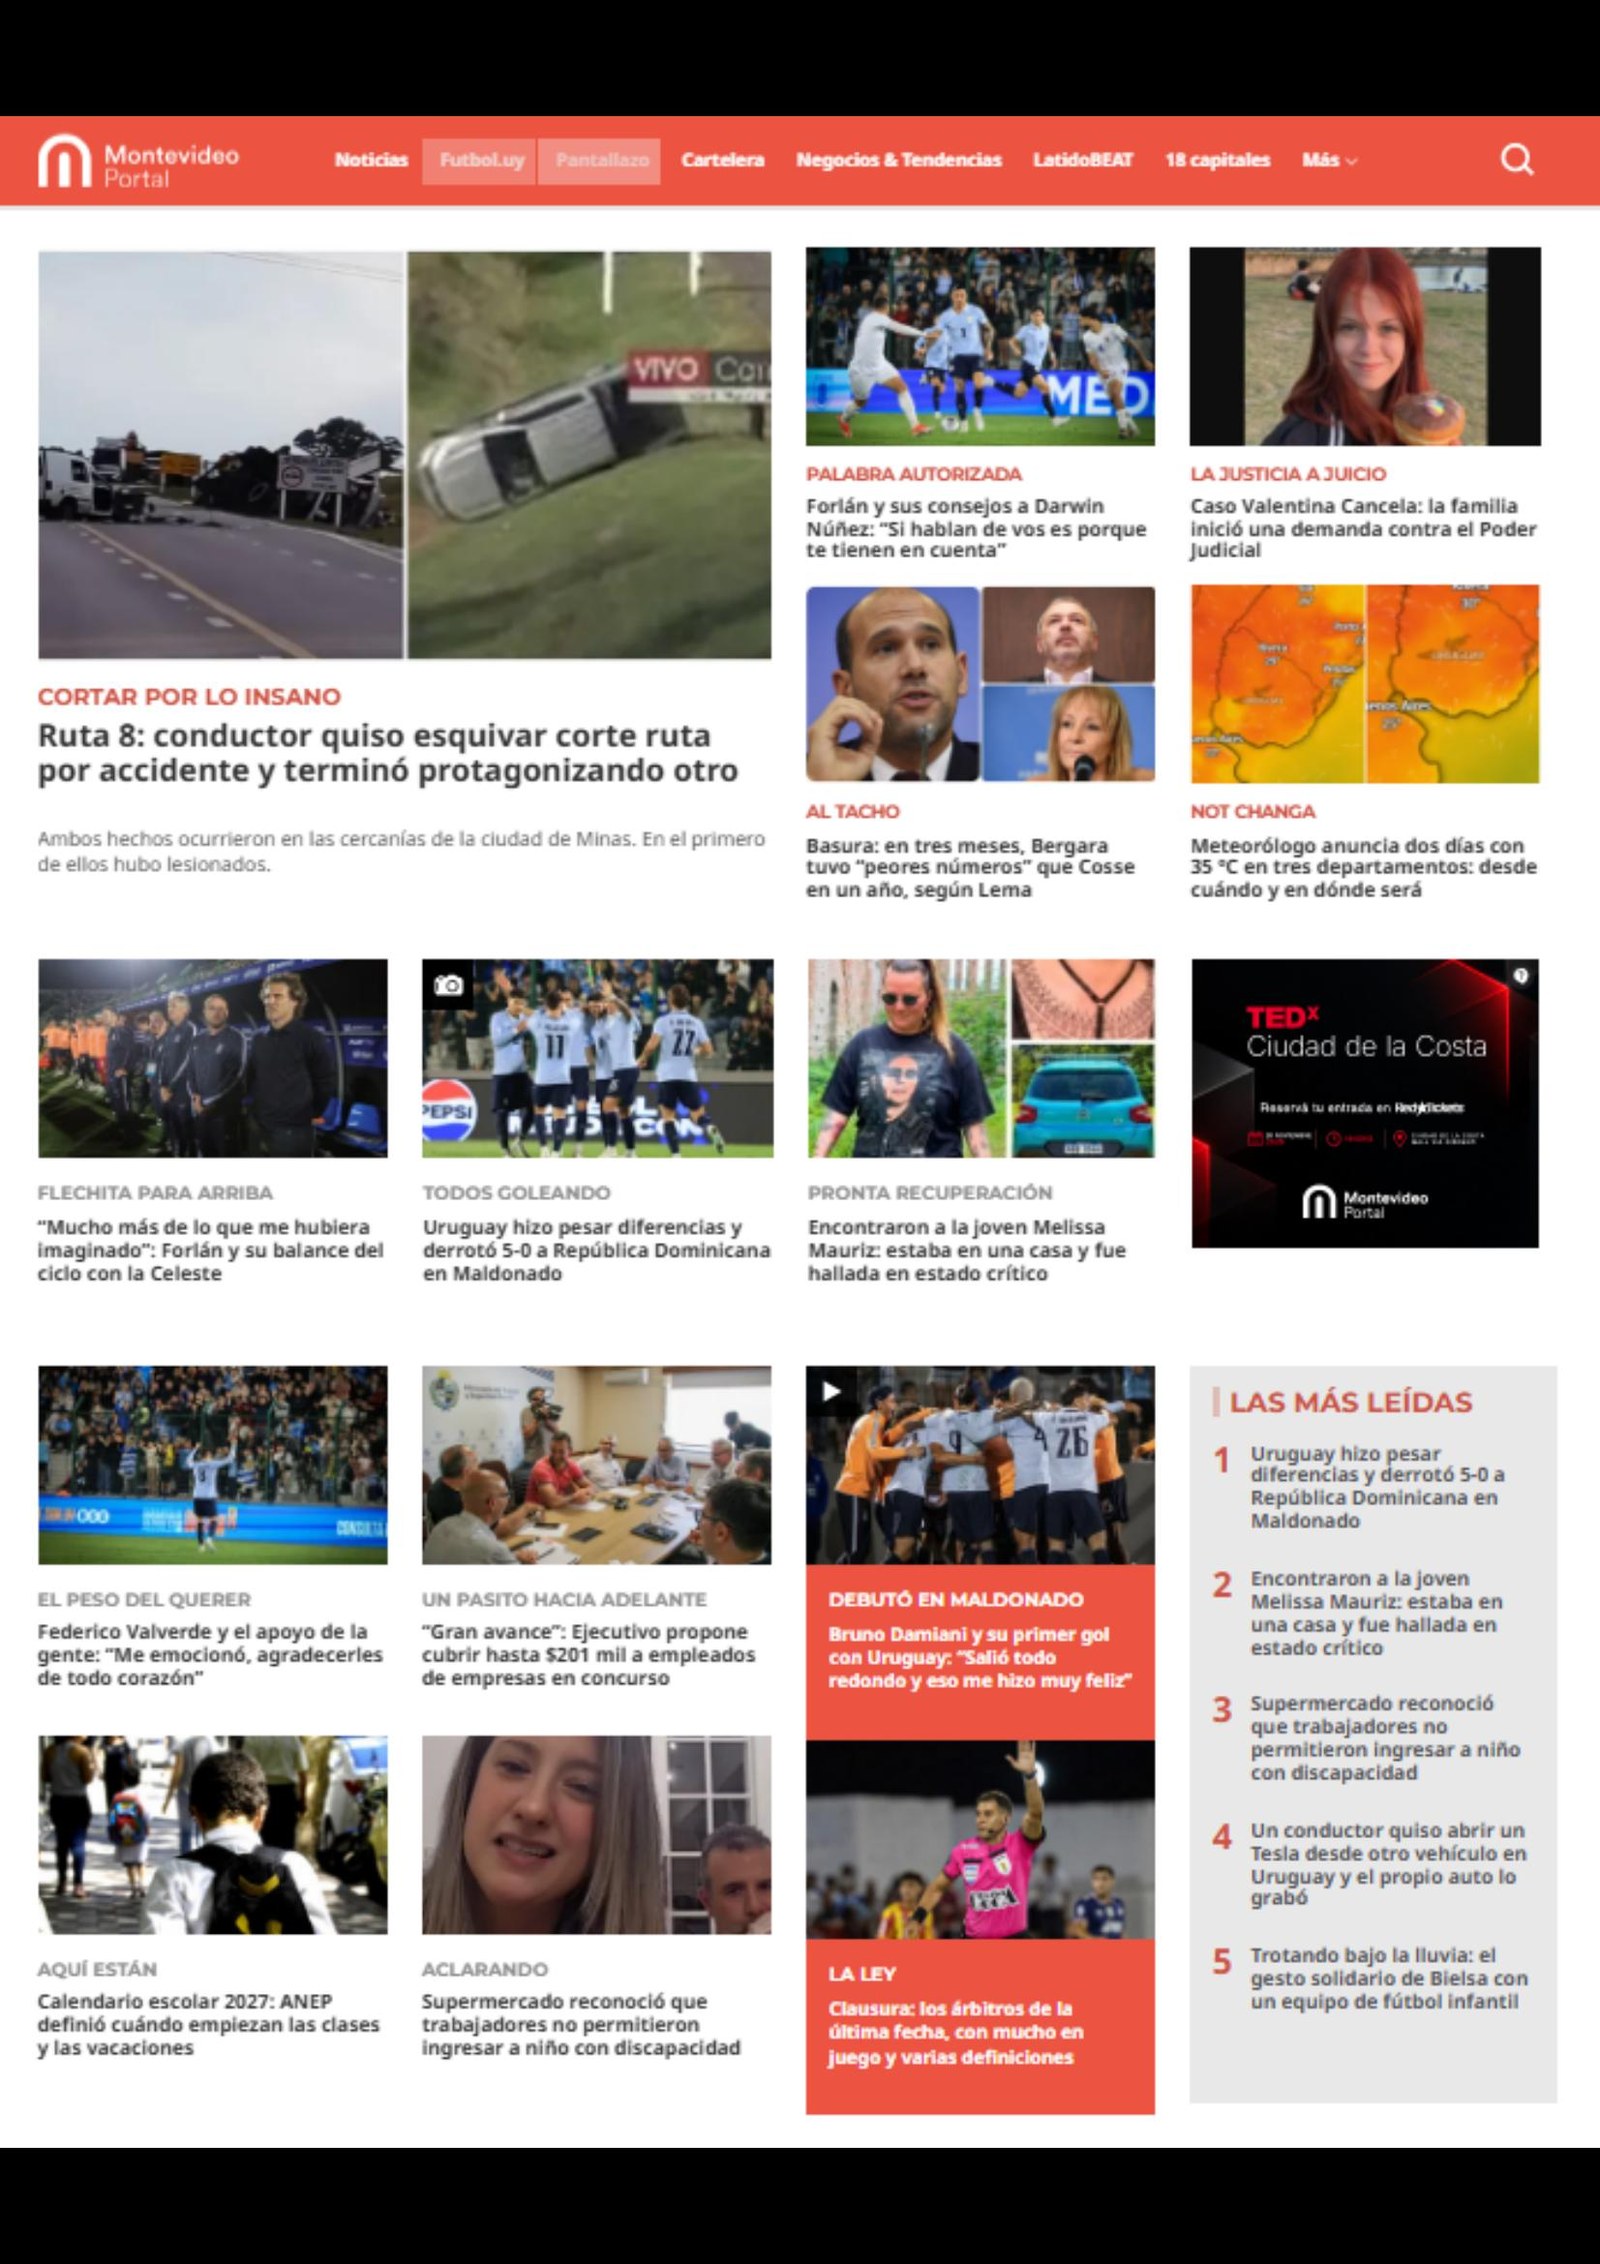 Montevideo
Portal
Noticias
Futbol.uy
Pantallazo
Cartelera
Negocios & Tendencias
LatidoBEAT
18 capitales
Más
VIVO
CORTAR POR LO INSANO
Ruta 8: conductor quiso esquivar corte ruta
por accidente y terminó protagonizando otro
Ambos hechos ocurrieron en las cercanías de la ciudad de Minas. En el primero
de ellos hubo lesionados.
MED
PALABRA AUTORIZADA
Forlán y sus consejos a Darwin
Núñez: “Si hablan de vos es porque
te tienen en cuenta”
LA JUSTICIA A JUICIO
Caso Valentina Cancela: la familia
inició una demanda contra el Poder
Judicial
AL TACHO
Basura: en tres meses, Bergara
tuvo “peores números” que Cosse
en un año, según Lema
NOT CHANGA
Meteorólogo anuncia dos días con
35 °C en tres departamentos: desde
cuándo y en dónde será
FLECHITA PARA ARRIBA
“Mucho más de lo que me hubiera
imaginado”: Forlán y su balance del
ciclo con la Celeste
11
22
PEPSI
TODOS GOLEANDO
Uruguay hizo pesar diferencias y
derrotó 5-0 a República Dominicana
en Maldonado
PRONTA RECUPERACIÓN
Encontraron a la joven Melissa
Mauriz: estaba en una casa y fue
hallada en estado crítico
TEDx
Ciudad de la Costa
Reservá tu entrada en RedTickets
Montevideo
Portal
EL PESO DEL QUERER
Federico Valverde y el apoyo de la
gente: “Me emocionó, agradecerles
de todo corazón”
UN PASITO HACIA ADELANTE
“Gran avance”: Ejecutivo propone
cubrir hasta $201 mil a empleados
de empresas en concurso
9
4
26
DEBUTÓ EN MALDONADO
Bruno Damiani y su primer gol
con Uruguay: “Salió todo
redondo y eso me hizo muy feliz”
AQUÍ ESTÁN
Calendario escolar 2027: ANEP
definió cuándo empiezan las clases
y las vacaciones
ACLARANDO
Supermercado reconoció que
trabajadores no permitieron
ingresar a niño con discapacidad
LA LEY
Clausura: los árbitros de la
última fecha, con mucho en
juego y varias definiciones
LAS MÁS LEÍDAS
1 Uruguay hizo pesar
diferencias y derrotó 5-0 a
República Dominicana en
Maldonado
2 Encontraron a la joven
Melissa Mauriz: estaba en
una casa y fue hallada en
estado crítico
3 Supermercado reconoció
que trabajadores no
permitieron ingresar a niño
con discapacidad
4 Un conductor quiso abrir un
Tesla desde otro vehículo en
Uruguay y el propio auto lo
grabó
5 Trotando bajo la lluvia: el
gesto solidario de Bielsa con
un equipo de fútbol infantil